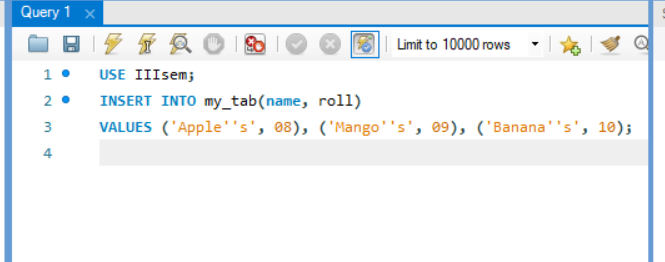 Query 1
Limit to 10000 rows
1 USE IIIsem;
2 INSERT INTO my_tab(name, roll)
3 VALUES ('Apple''s', 08), ('Mango''s', 09), ('Banana''s', 10);
4